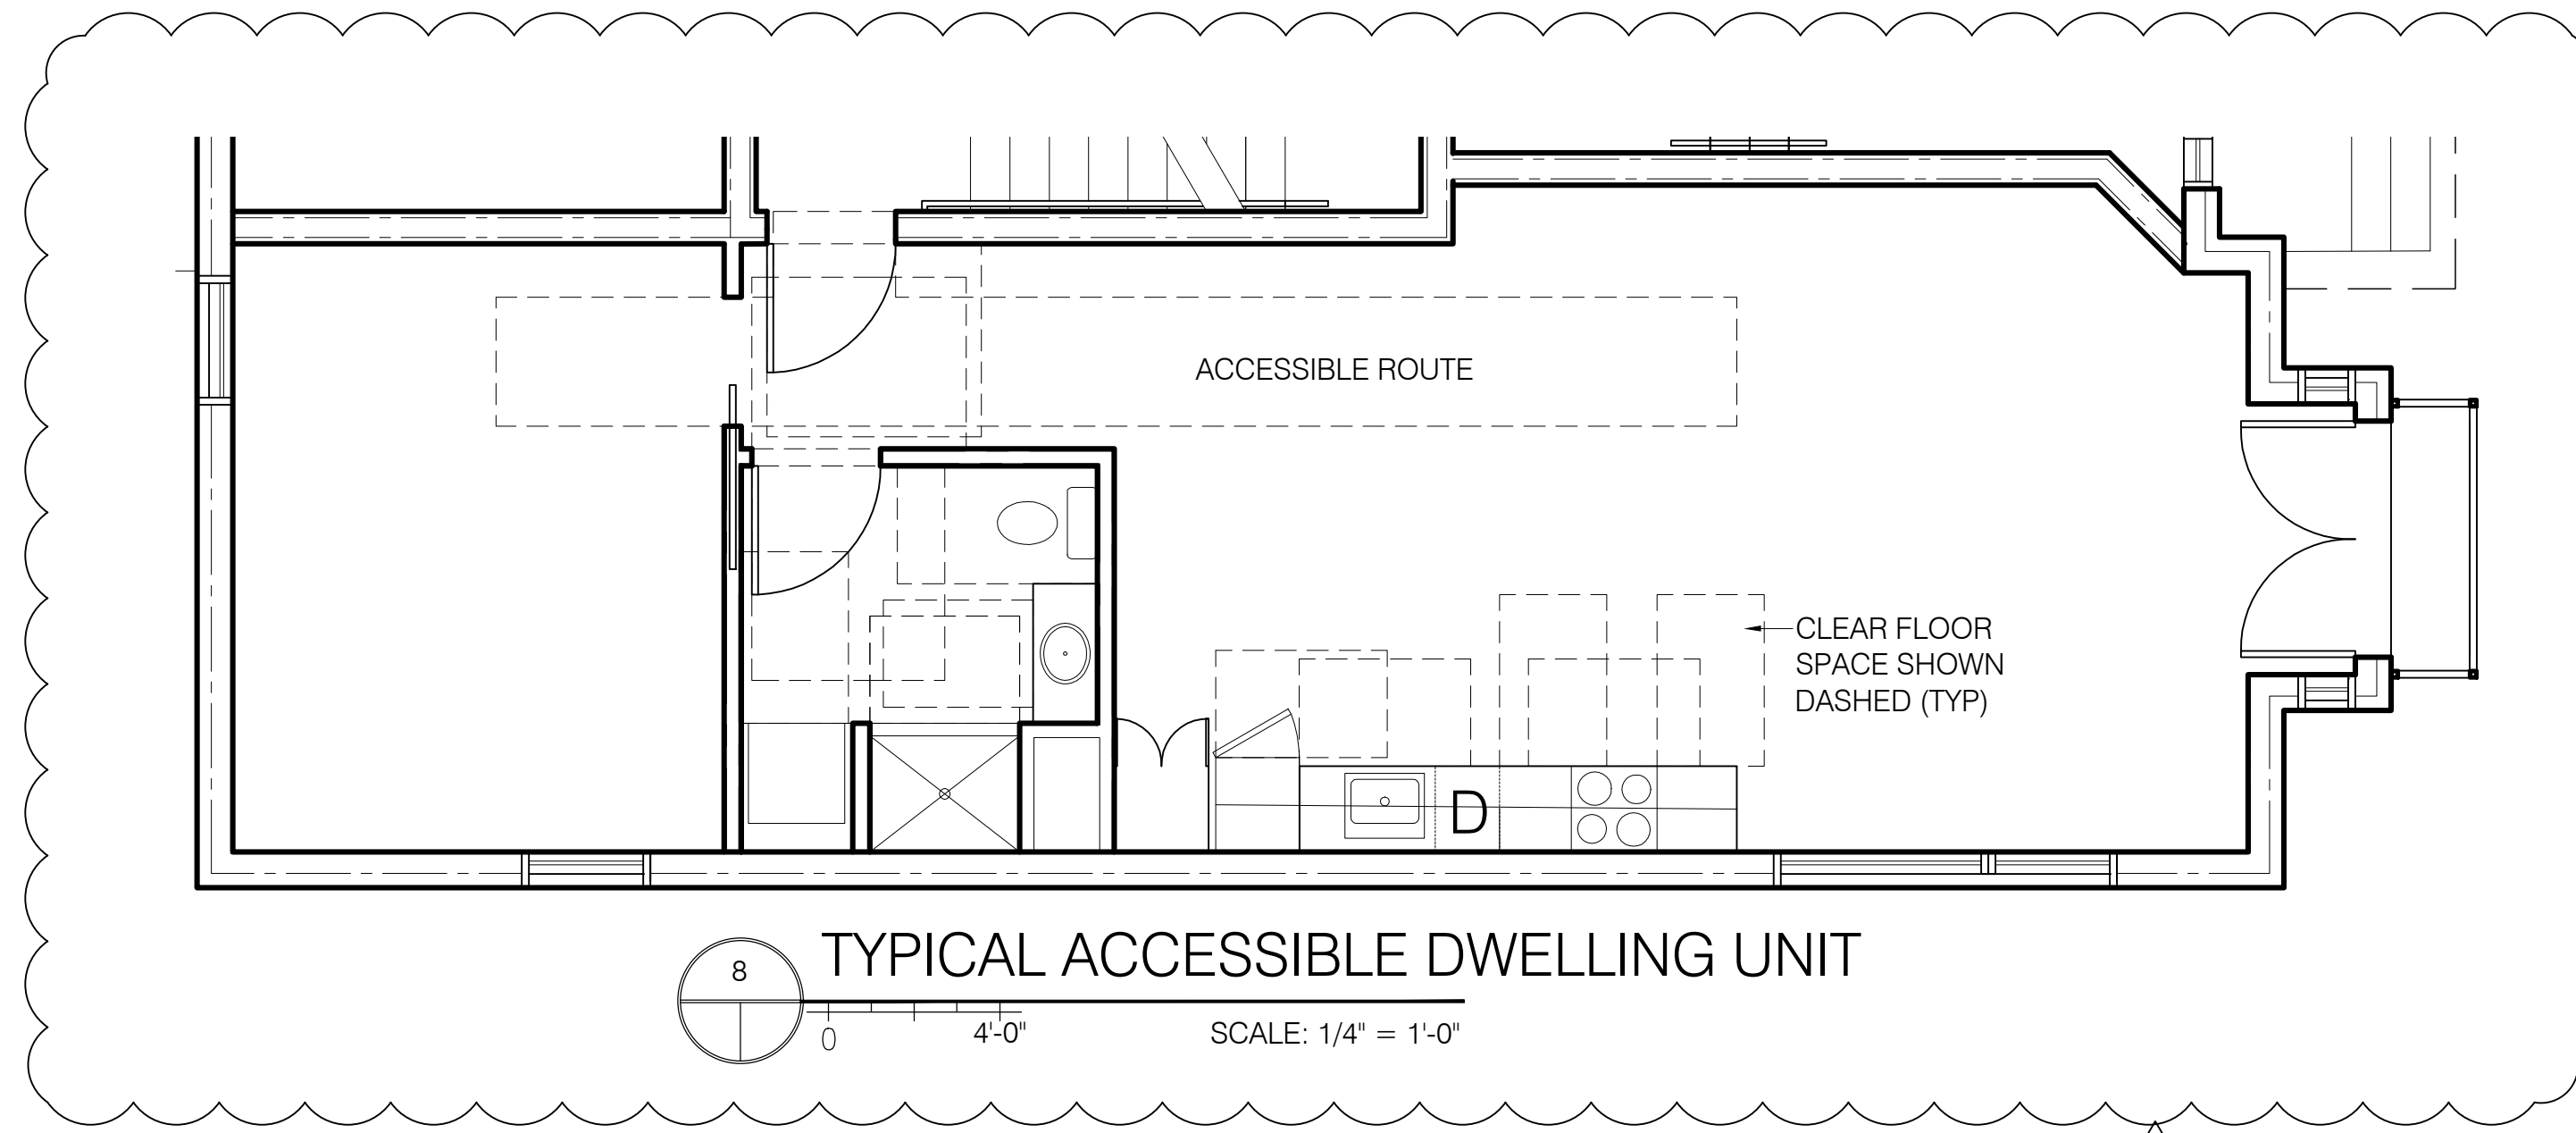 ACCESSIBLE ROUTE
CLEAR FLOOR
SPACE SHOWN
DASHED (TYP)
D
8
TYPICAL ACCESSIBLE DWELLING UNIT
0
4'-0"
SCALE: 1/4" = 1'-0"